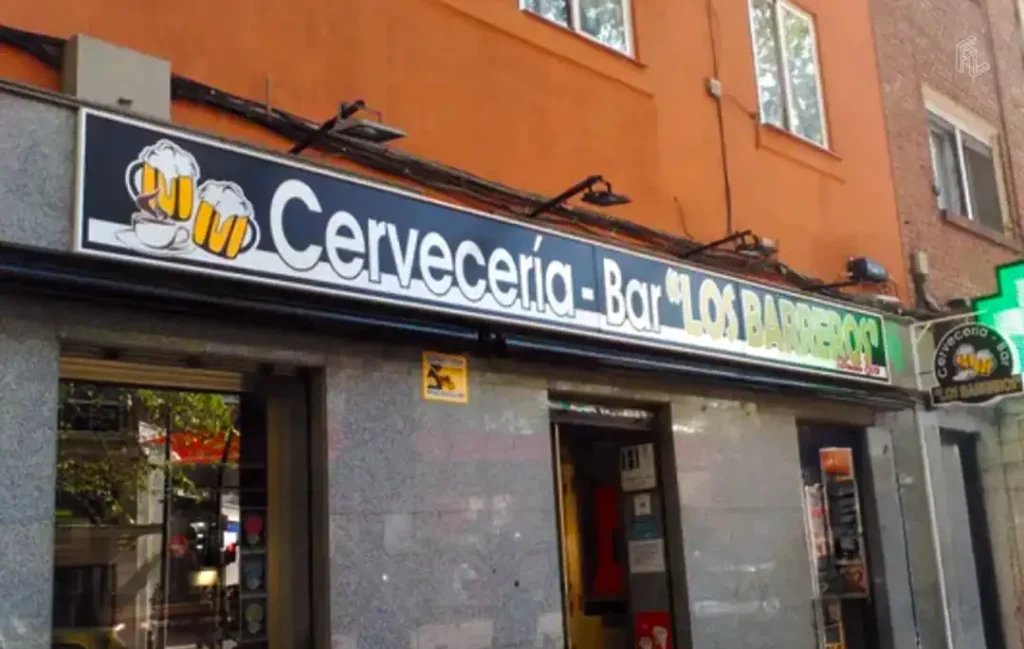 Cervecería - Bar "LOS BARREROS"
Cervecería - Bar
"LOS BARREROS"